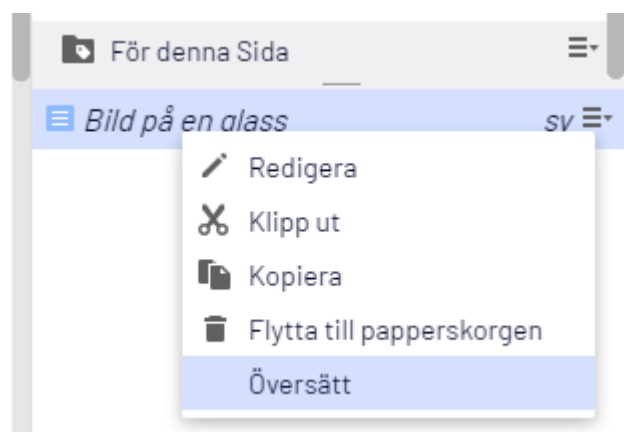 För denna Sida
Bild på en glass sv
Redigera
Klipp ut
Kopiera
Flytta till papperskorgen
Översätt